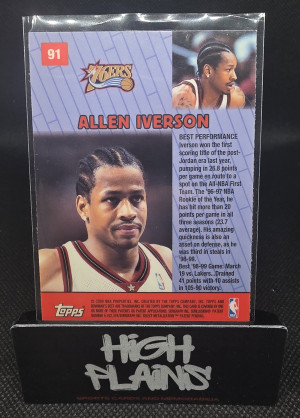 91
76ERS
ALLEN IVERSON
BEST PERFORMANCE
Iverson won the first
scoring title of the post-
Jordan era last year,
pumping in 26.8 points
per game en route to a
spot on the All-NBA First
Team. The '96-97 NBA
Rookie of the Year, he
has hit more than 20
points per game in all
three seasons (23.7
average). His amazing
quickness is also an
asset on defense, as he
was third in steals in
'98-99.
Best '98-99 Game: March
19 vs. Lakers. Drained
41 points with 10 assists
in 105-90 victory.
Topps
NBA
HIGH
PLAINS